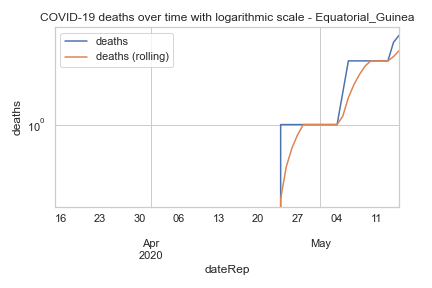 COVID-19 deaths over time with logarithmic scale - Equatorial_Guinea
deaths
deaths (rolling)
deaths
10⁰
16 23 30 06 13 20 27 04 11
Apr May
2020
dateRep